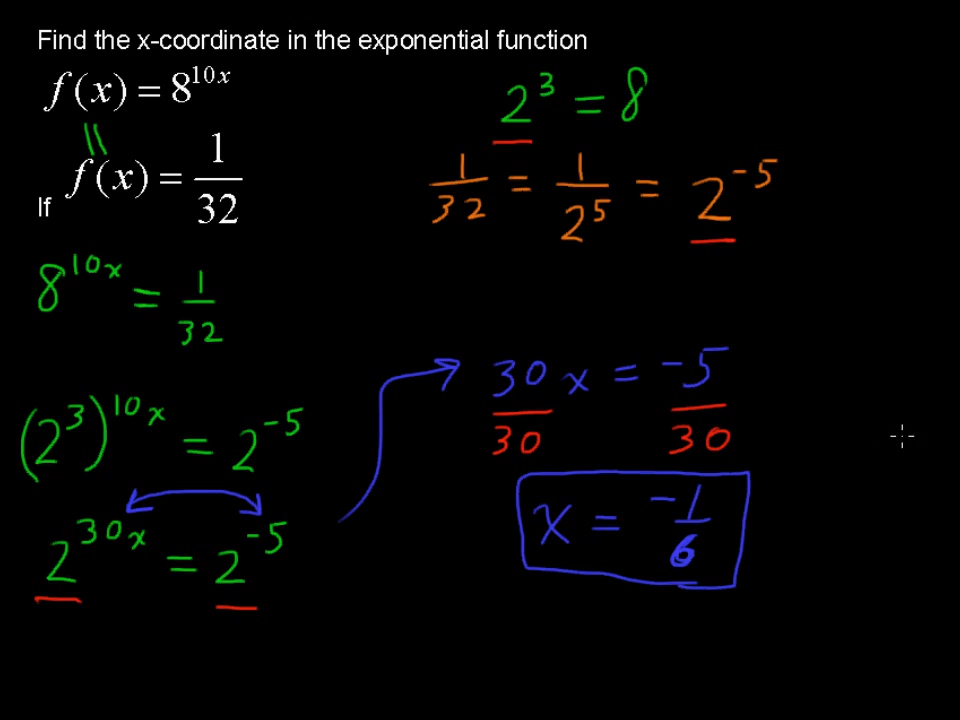 Find the x-coordinate in the exponential function
f(x) = 8^{10x}
||
If f(x) = 1/32
8^{10x} = 1/32
(2^3)^{10x} = 2^{-5}
2^{30x} = 2^{-5}
2^3 = 8
1/32 = 1/2^5 = 2^{-5}
30x/30 = -5/30
x = -1/6